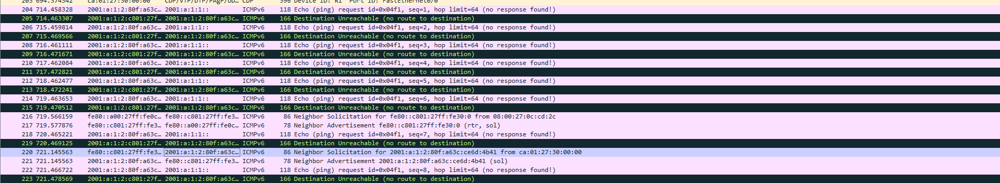 203 694.574542 ca:01:27:30:00:00 CDP/VTP/DTP/PAgP/UD… CDP 396 Device ID: R1 Port ID: FastEthernet0/0
204 714.458328 2001:a:1:2:80f:a63c… 2001:a:1:1:: ICMPv6 118 Echo (ping) request id=0x04f1, seq=1, hop limit=64 (no response found!)
205 714.463307 2001:a:1:2:c801:27f… 2001:a:1:2:80f:a63c… ICMPv6 166 Destination Unreachable (no route to destination)
206 715.459814 2001:a:1:2:80f:a63c… 2001:a:1:1:: ICMPv6 118 Echo (ping) request id=0x04f1, seq=2, hop limit=64 (no response found!)
207 715.469566 2001:a:1:2:c801:27f… 2001:a:1:2:80f:a63c… ICMPv6 166 Destination Unreachable (no route to destination)
208 716.461111 2001:a:1:2:80f:a63c… 2001:a:1:1:: ICMPv6 118 Echo (ping) request id=0x04f1, seq=3, hop limit=64 (no response found!)
209 716.471671 2001:a:1:2:c801:27f… 2001:a:1:2:80f:a63c… ICMPv6 166 Destination Unreachable (no route to destination)
210 717.462084 2001:a:1:2:80f:a63c… 2001:a:1:1:: ICMPv6 118 Echo (ping) request id=0x04f1, seq=4, hop limit=64 (no response found!)
211 717.472821 2001:a:1:2:c801:27f… 2001:a:1:2:80f:a63c… ICMPv6 166 Destination Unreachable (no route to destination)
212 718.462477 2001:a:1:2:80f:a63c… 2001:a:1:1:: ICMPv6 118 Echo (ping) request id=0x04f1, seq=5, hop limit=64 (no response found!)
213 718.472241 2001:a:1:2:c801:27f… 2001:a:1:2:80f:a63c… ICMPv6 166 Destination Unreachable (no route to destination)
214 719.463653 2001:a:1:2:80f:a63c… 2001:a:1:1:: ICMPv6 118 Echo (ping) request id=0x04f1, seq=6, hop limit=64 (no response found!)
215 719.470512 2001:a:1:2:c801:27f… 2001:a:1:2:80f:a63c… ICMPv6 166 Destination Unreachable (no route to destination)
216 719.566159 fe80::a00:27ff:fe0c… fe80::c801:27ff:fe3… ICMPv6 86 Neighbor Solicitation for fe80::c801:27ff:fe30:0 from 08:00:27:0c:cd:2c
217 719.577876 fe80::c801:27ff:fe3… fe80::a00:27ff:fe0c… ICMPv6 78 Neighbor Advertisement fe80::c801:27ff:fe30:0 (rtr, sol)
218 720.465221 2001:a:1:2:80f:a63c… 2001:a:1:1:: ICMPv6 118 Echo (ping) request id=0x04f1, seq=7, hop limit=64 (no response found!)
219 720.469125 2001:a:1:2:c801:27f… 2001:a:1:2:80f:a63c… ICMPv6 166 Destination Unreachable (no route to destination)
220 721.145563 fe80::c801:27ff:fe3… 2001:a:1:2:80f:a63c… ICMPv6 86 Neighbor Solicitation for 2001:a:1:2:80f:a63c:ce6d:4b41 from ca:01:27:30:00:00
221 721.145563 2001:a:1:2:80f:a63c… fe80::c801:27ff:fe3… ICMPv6 78 Neighbor Advertisement 2001:a:1:2:80f:a63c:ce6d:4b41 (sol)
222 721.466722 2001:a:1:2:80f:a63c… 2001:a:1:1:: ICMPv6 118 Echo (ping) request id=0x04f1, seq=8, hop limit=64 (no response found!)
223 721.478569 2001:a:1:2:c801:27f… 2001:a:1:2:80f:a63c… ICMPv6 166 Destination Unreachable (no route to destination)